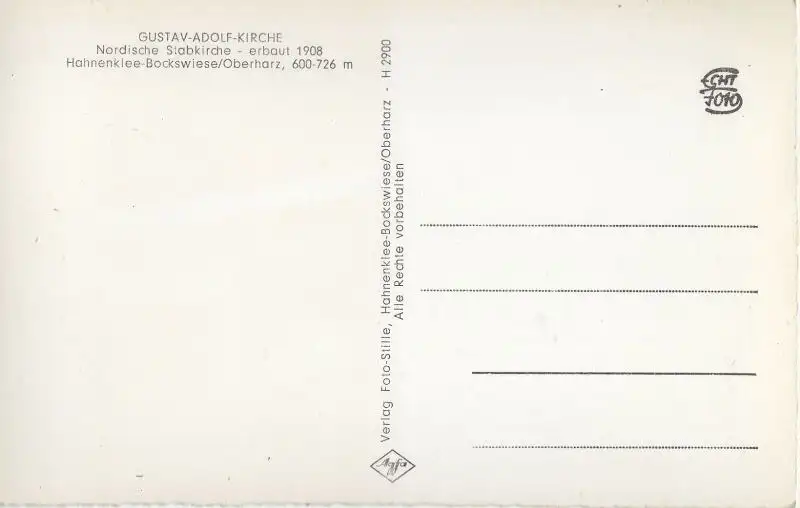 GUSTAV-ADOLF-KIRCHE
Nordische Stabkirche - erbaut 1908
Hahnenklee-Bockswiese/Oberharz, 600-726 m
Verlag Foto-Stille, Hahnenklee-Bockswiese/Oberharz - H 2900
Alle Rechte vorbehalten
Agfa
ECHT
FOTO